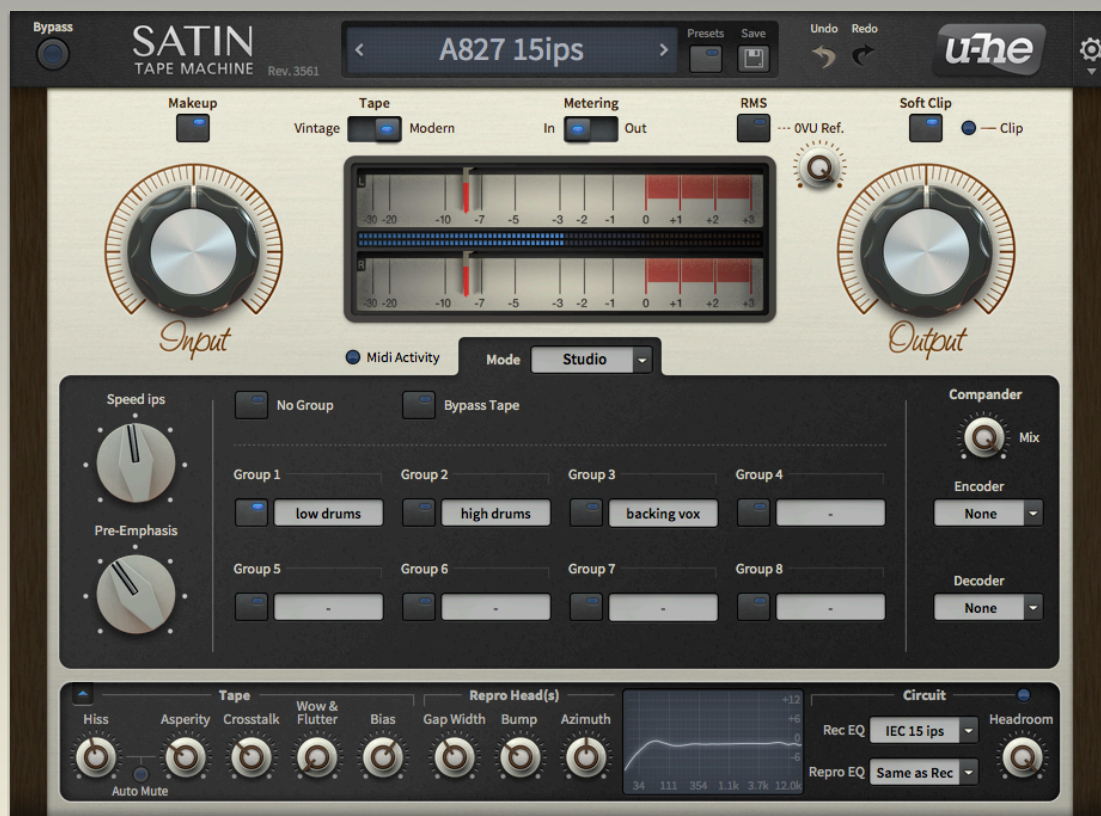 Bypass
SATIN
TAPE MACHINE Rev. 3561
A827 15ips
Presets Save
Undo Redo
u-he
Makeup
Tape
Vintage Modern
Metering
In Out
RMS
0VU Ref.
Soft Clip
Clip
L
-30 -20 -10 -7 -5 -3 -2 -1 0 +1 +2 +3
R
-30 -20 -10 -7 -5 -3 -2 -1 0 +1 +2 +3
Input
Output
Midi Activity
Mode Studio
Speed ips
No Group Bypass Tape
Compander
Mix
Group 1 Group 2 Group 3 Group 4
low drums high drums backing vox -
Encoder
None
Pre-Emphasis
Group 5 Group 6 Group 7 Group 8
- - - -
Decoder
None
Tape
Hiss Asperity Crosstalk Wow & Flutter Bias
Auto Mute
Repro Head(s)
Gap Width Bump Azimuth
+12
+6
0
-6
34 111 354 1.1k 3.7k 12.0k
Circuit
Rec EQ IEC 15 ips
Headroom
Repro EQ Same as Rec